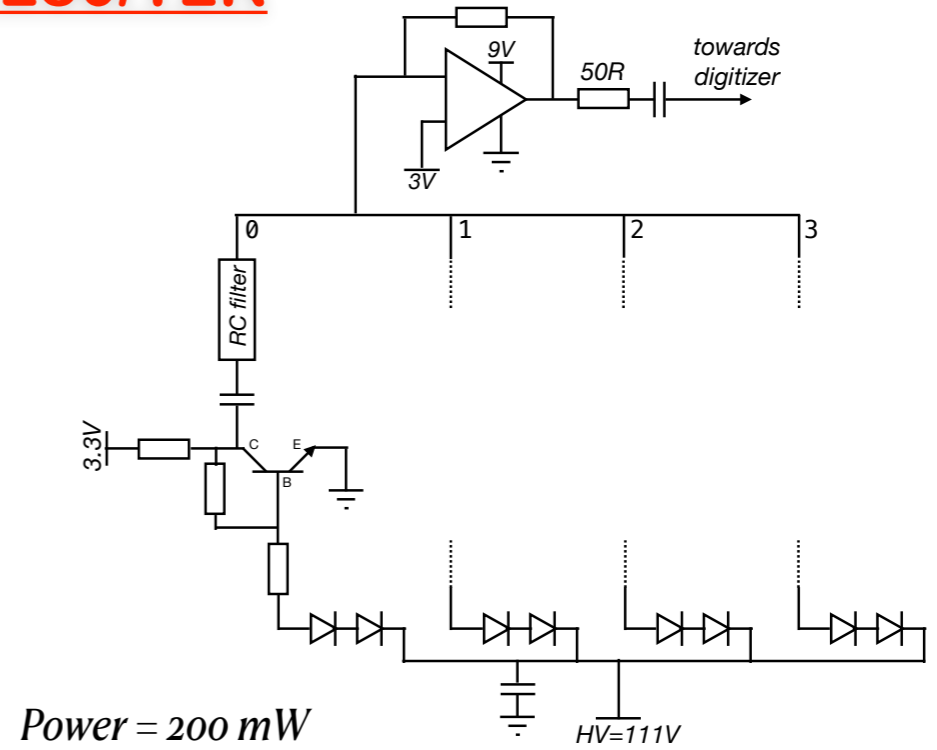 9V
50R
towards
digitizer
3V
0
1
2
3
RC filter
3.3V
C
E
B
Power = 200 mW
HV=111V